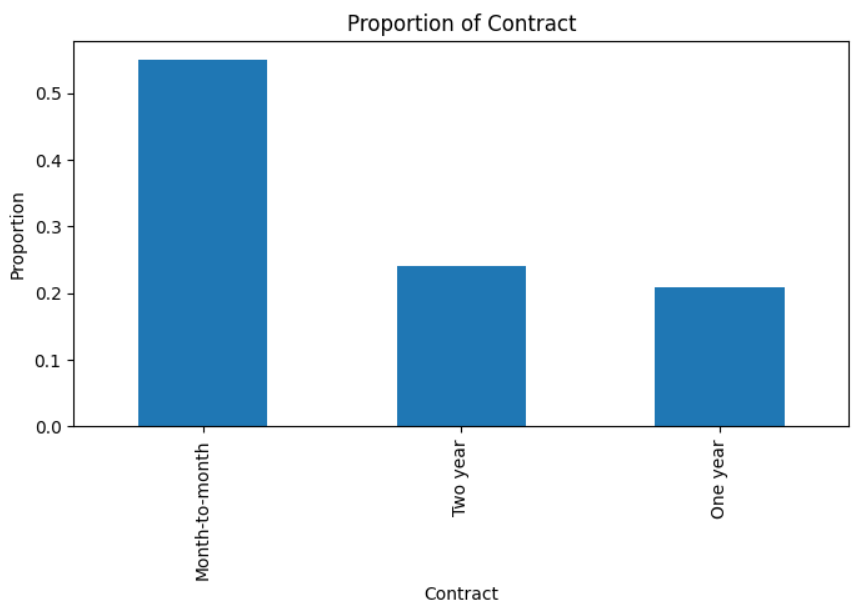 Proportion of Contract
Proportion
0.5
0.4
0.3
0.2
0.1
0.0
Month-to-month
Two year
One year
Contract